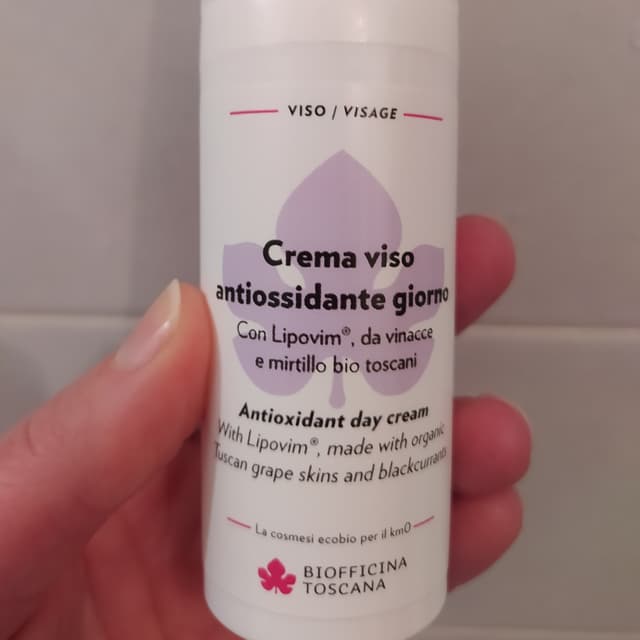 VISO / VISAGE
Crema viso
antiossidante giorno
Con Lipovim®, da vinacce
e mirtillo bio toscani
Antioxidant day cream
With Lipovim®, made with organic
Tuscan grape skins and blackcurrants
La cosmesi ecobio per il km0
BIOFFICINA
TOSCANA